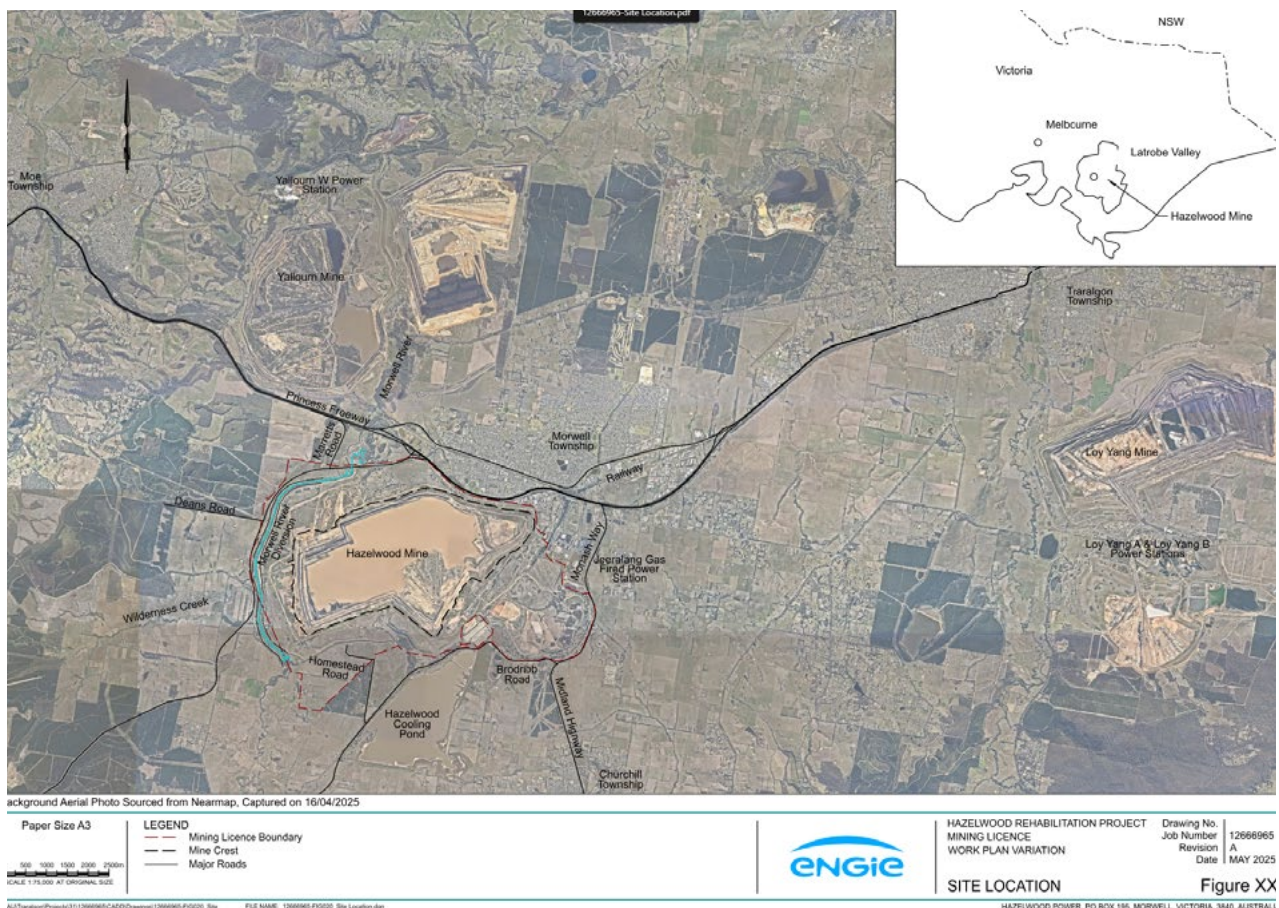 12666965-Site Location.pdf
NSW
Victoria
Melbcurne
Latrobe Valley
Hazelwood Mine
Moe
Township
Yallourn W Power
Station
Yallourn Mine
Morwell River
Traralgon
Township
Princess Freeway
Marretts
Road
Morwell
Township
Railway
Loy Yang Mine
Deans Road
Morwell River
Diversion
Hazelwood Mine
Monash Way
Jeeralang Gas
Fired Power
Station
Loy Yang A & Loy Yang B
Power Stations
Wilderness Creek
Homestead
Road
Brodribb
Road
Hazelwood
Cooling
Pond
Midland Highway
Churchill
Township
ackground Aerial Photo Sourced from Nearmap, Captured on 16/04/2025
Paper Size A3
500 1000 1500 2000 2500m
SCALE 1:75,000 AT ORIGINAL SIZE
LEGEND
Mining Licence Boundary
Mine Crest
Major Roads
ENGIE
HAZELWOOD REHABILITATION PROJECT
MINING LICENCE
WORK PLAN VARIATION
SITE LOCATION
Drawing No.
Job Number 12666965
Revision A
Date MAY 2025
Figure XX
FILE NAME: 12666965-FIG020_Site Location.dgn
HAZELWOOD POWER, PO BOX 195, MORWELL, VICTORIA, 3840, AUSTRALI